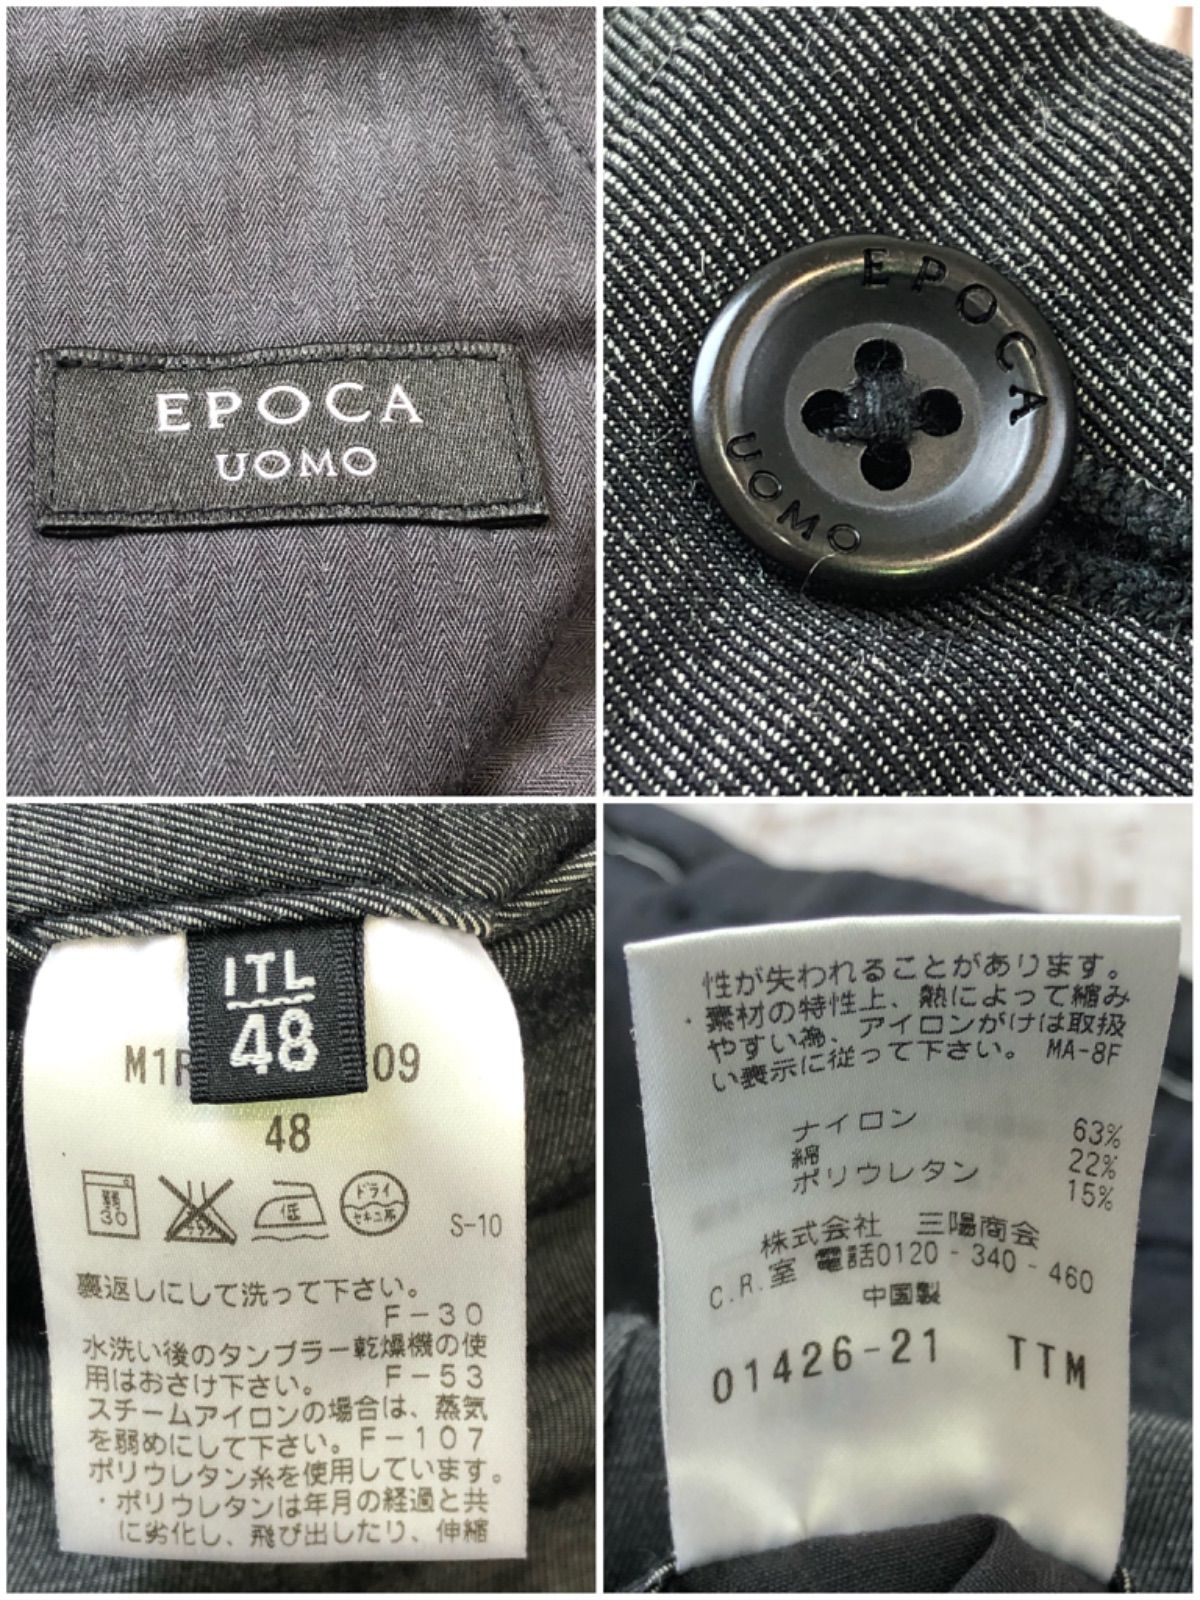 EPOCA
UOMO
EPOCA
UOMO
ITL
48
M1R 09
48
弱
30
低
ドライ
セキユ系
S-10
裏返しにして洗って下さい。
F-30
水洗い後のタンブラー乾燥機の使
用はおさけ下さい。 F-53
スチームアイロンの場合は、蒸気
を弱めにして下さい。F-107
ポリウレタン糸を使用しています。
・ポリウレタンは年月の経過と共
に劣化し、飛び出したり、伸縮
性が失われることがあります。
・素材の特性上、熱によって縮み
やすい為、アイロンがけは取扱
い表示に従って下さい。 MA-8F
ナイロン 63%
綿 22%
ポリウレタン 15%
株式会社 三陽商会
C.R.室 電話0120-340-460
中国製
01426-21 TTM